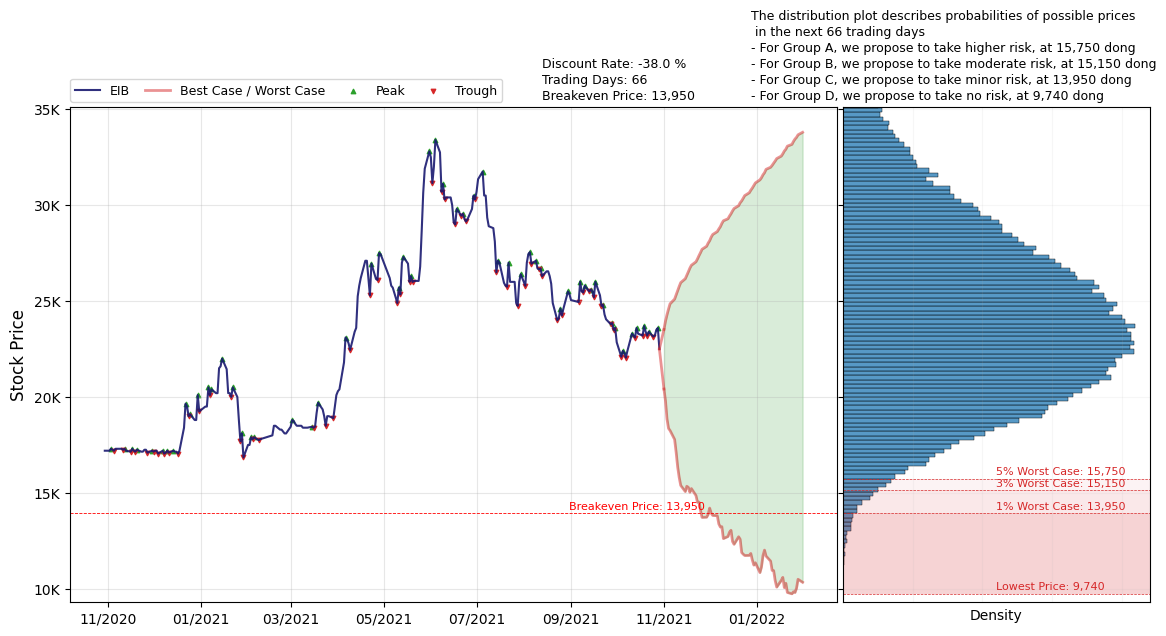 The distribution plot describes probabilities of possible prices
in the next 66 trading days
- For Group A, we propose to take higher risk, at 15,750 dong
- For Group B, we propose to take moderate risk, at 15,150 dong
- For Group C, we propose to take minor risk, at 13,950 dong
- For Group D, we propose to take no risk, at 9,740 dong
Discount Rate: -38.0 %
Trading Days: 66
Breakeven Price: 13,950
EIB Best Case / Worst Case Peak Trough
35K
30K
25K
20K
15K
10K
Stock Price
Breakeven Price: 13,950
5% Worst Case: 15,750
3% Worst Case: 15,150
1% Worst Case: 13,950
Lowest Price: 9,740
11/2020 01/2021 03/2021 05/2021 07/2021 09/2021 11/2021 01/2022
Density